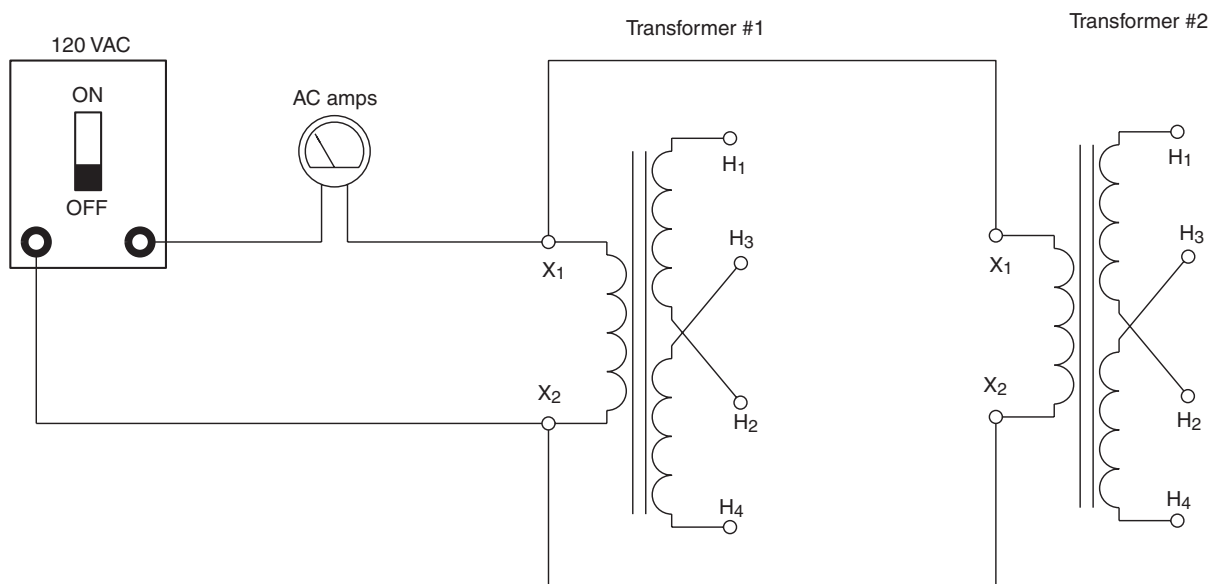 Transformer #1
Transformer #2
120 VAC
ON
OFF
AC amps
X1
X2
H1
H3
H2
H4
X1
X2
H1
H3
H2
H4